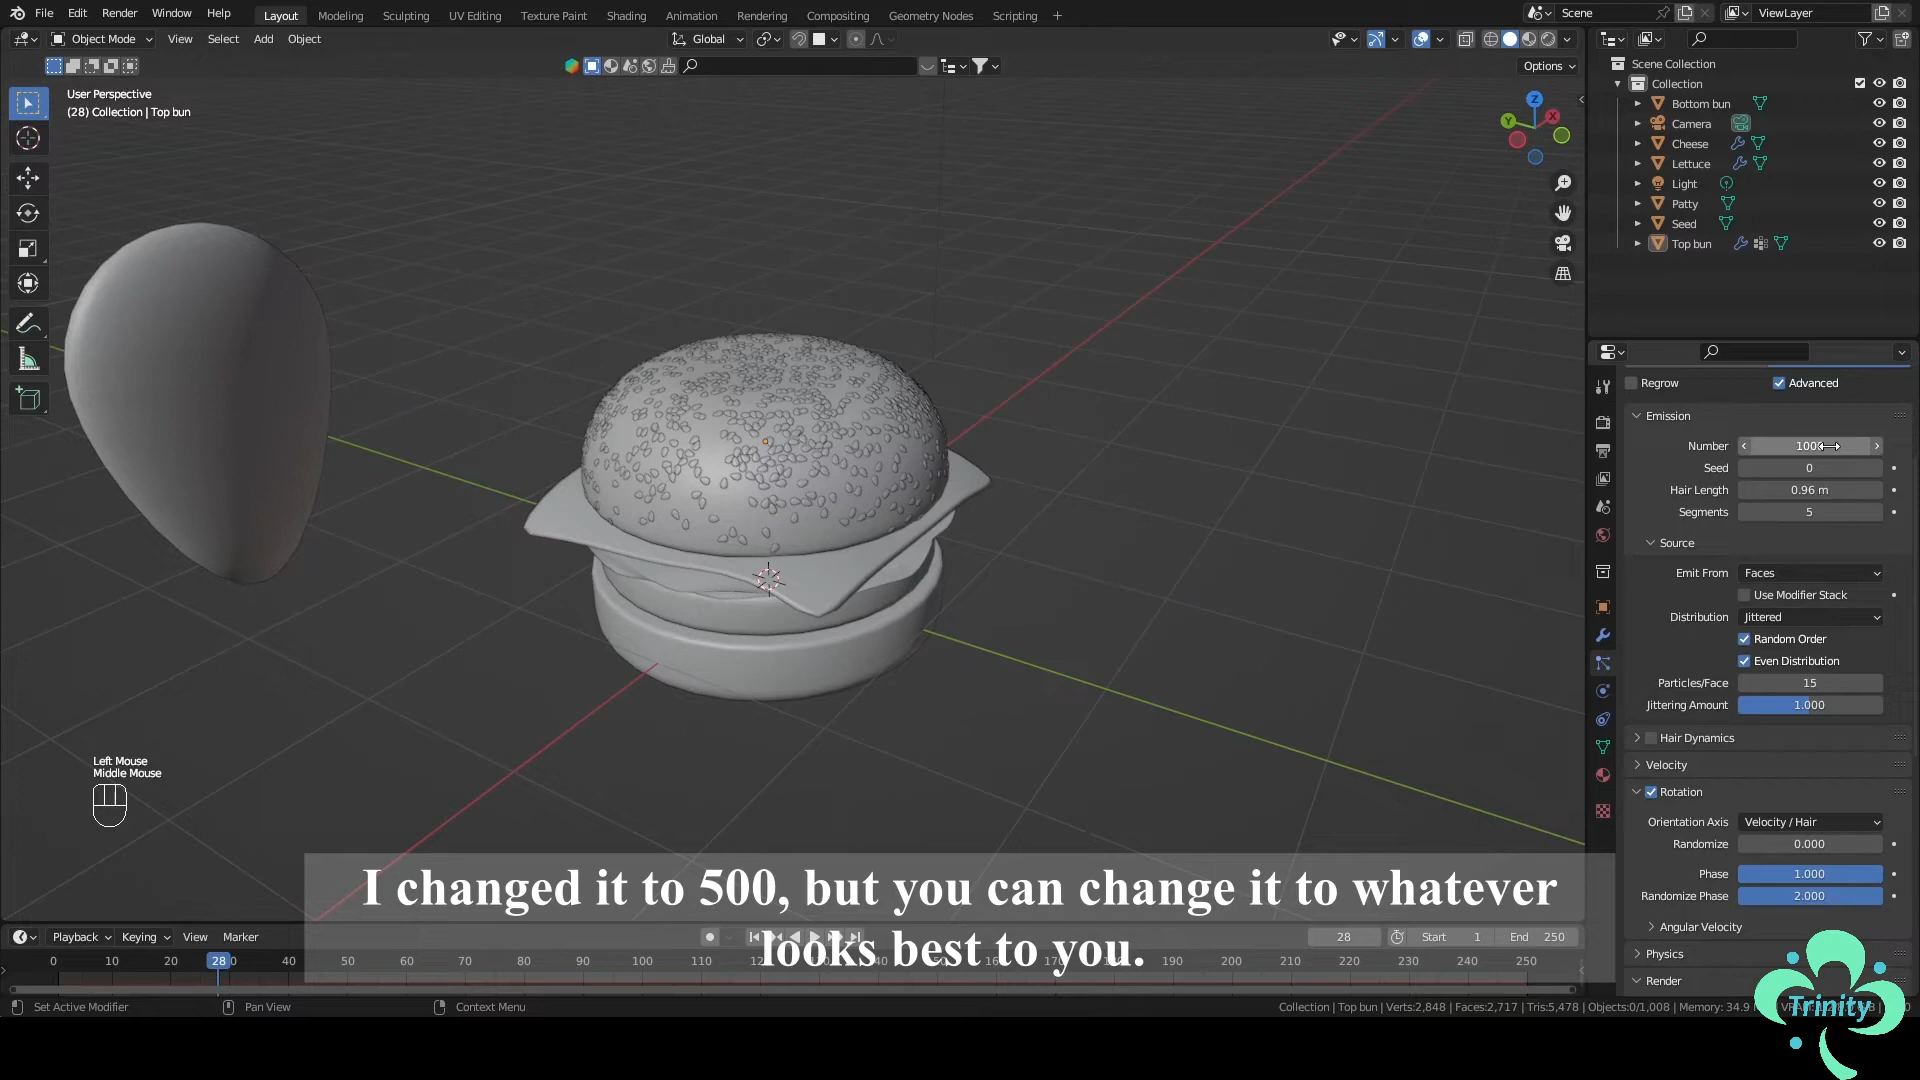 File Edit Render Window Help Layout Modeling Sculpting UV Editing Texture Paint Shading Animation Rendering Compositing Geometry Nodes Scripting + Scene ViewLayer
Object Mode View Select Add Object Global
Options
User Perspective
(28) Collection | Top bun
Z
X
Y
Scene Collection
Collection
Bottom bun
Camera
Cheese
Lettuce
Light
Patty
Seed
Top bun
Regrow Advanced
Emission
Number
Seed 0
Hair Length 0.96 m
Segments 5
Source
Emit From Faces
Use Modifier Stack
Distribution Jittered
Random Order
Even Distribution
Particles/Face 15
Jittering Amount 1.000
Hair Dynamics
Velocity
Rotation
Orientation Axis Velocity / Hair
Randomize 0.000
Phase 1.000
Randomize Phase 2.000
Angular Velocity
Physics
Render
Left Mouse
Middle Mouse
I changed it to 500, but you can change it to whatever
looks best to you.
Playback Keying View Marker 28 Start 1 End 250
0 10 20 28 40 50 60 70 80 90 100 110 120 130 140 150 160 170 180 190 200 210 220 230 240 250
Set Active Modifier Pan View Context Menu Collection | Top bun | Verts:2,848 | Faces:2,717 | Tris:5,478 | Objects:0/1,008 | Memory: 34.9
Trinity